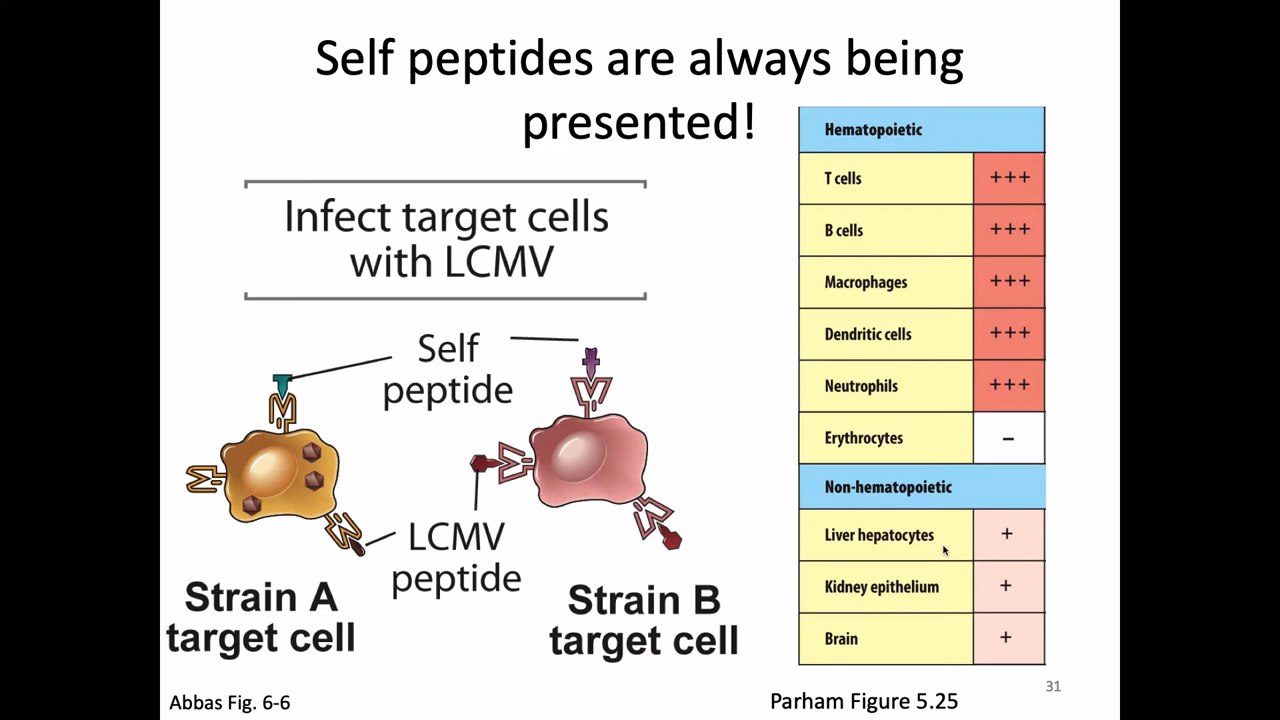 Self peptides are always being
presented!
Infect target cells
with LCMV
Self
peptide
LCMV
peptide
Strain A
target cell
Strain B
target cell
Abbas Fig. 6-6
Hematopoietic
T cells +++
B cells +++
Macrophages +++
Dendritic cells +++
Neutrophils +++
Erythrocytes –
Non-hematopoietic
Liver hepatocytes +
Kidney epithelium +
Brain +
Parham Figure 5.25
31